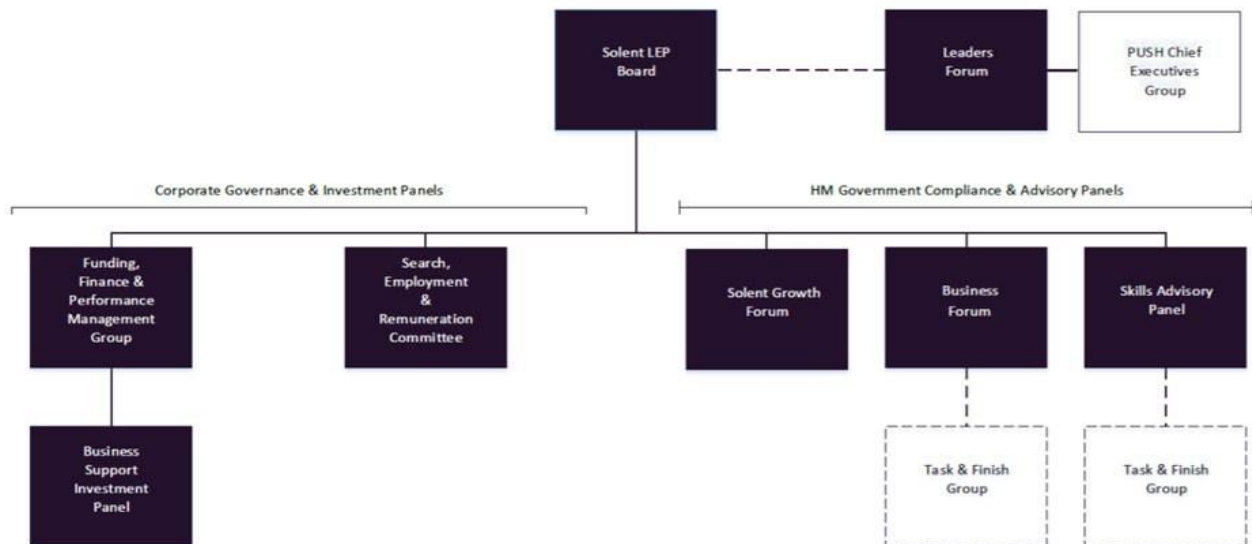 Solent LEP
Board
Leaders
Forum
PUSH Chief
Executives
Group
Corporate Governance & Investment Panels
HM Government Compliance & Advisory Panels
Funding,
Finance &
Performance
Management
Group
Search,
Employment
&
Remuneration
Committee
Solent Growth
Forum
Business
Forum
Skills Advisory
Panel
Business
Support
Investment
Panel
Task & Finish
Group
Task & Finish
Group